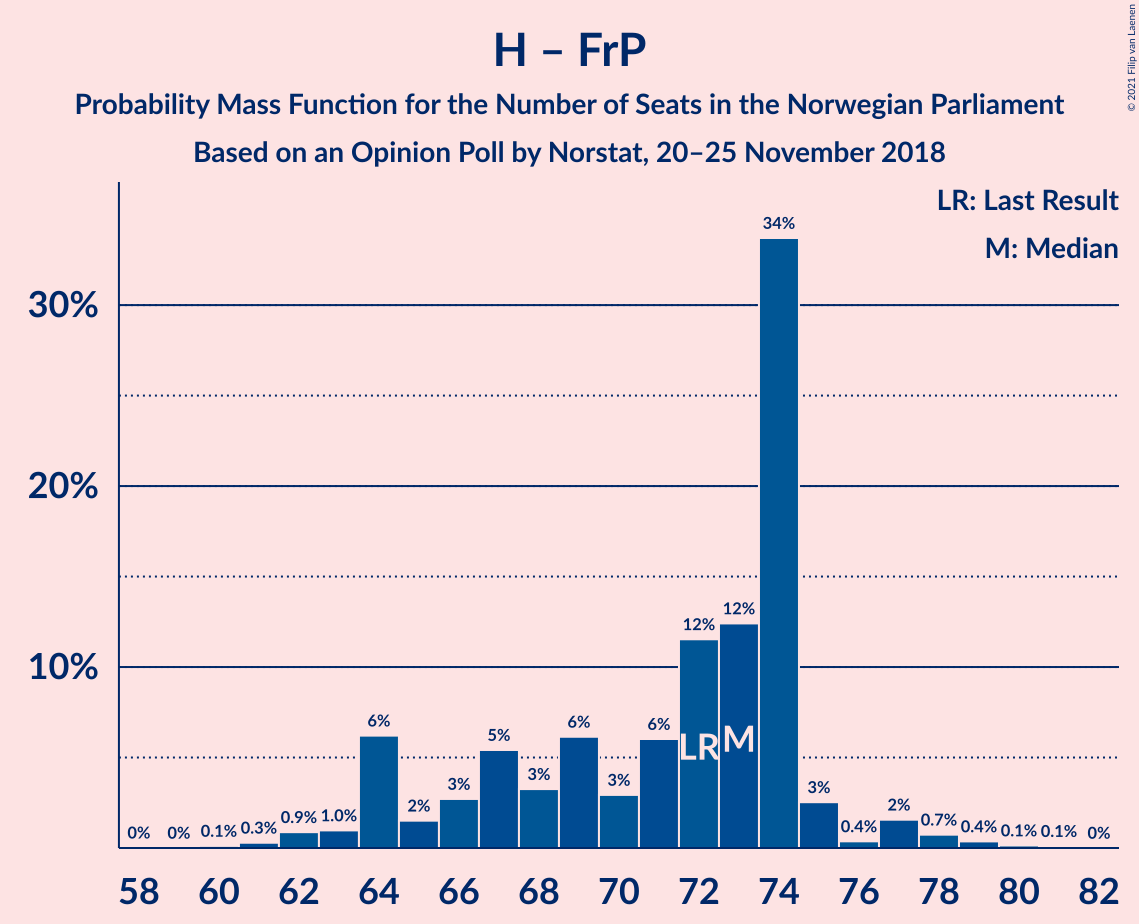 H – FrP
Probability Mass Function for the Number of Seats in the Norwegian Parliament
Based on an Opinion Poll by Norstat, 20–25 November 2018
© 2021 Filip van Laenen
LR: Last Result
M: Median
30%
20%
10%
0% 0% 0.1% 0.3% 0.9% 1.0% 6% 2% 3% 5% 3% 6% 3% 6% 12% 12% 34% 3% 0.4% 2% 0.7% 0.4% 0.1% 0.1% 0%
LR M
58 60 62 64 66 68 70 72 74 76 78 80 82